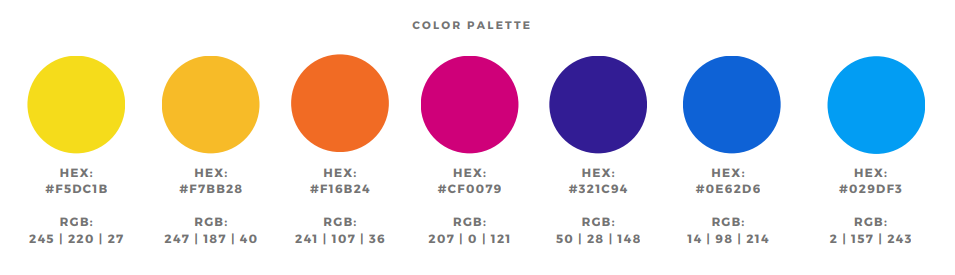 COLOR PALETTE
HEX:
#F5DC1B
RGB:
245 | 220 | 27
HEX:
#F7BB28
RGB:
247 | 187 | 40
HEX:
#F16B24
RGB:
241 | 107 | 36
HEX:
#CF0079
RGB:
207 | 0 | 121
HEX:
#321C94
RGB:
50 | 28 | 148
HEX:
#0E62D6
RGB:
14 | 98 | 214
HEX:
#029DF3
RGB:
2 | 157 | 243